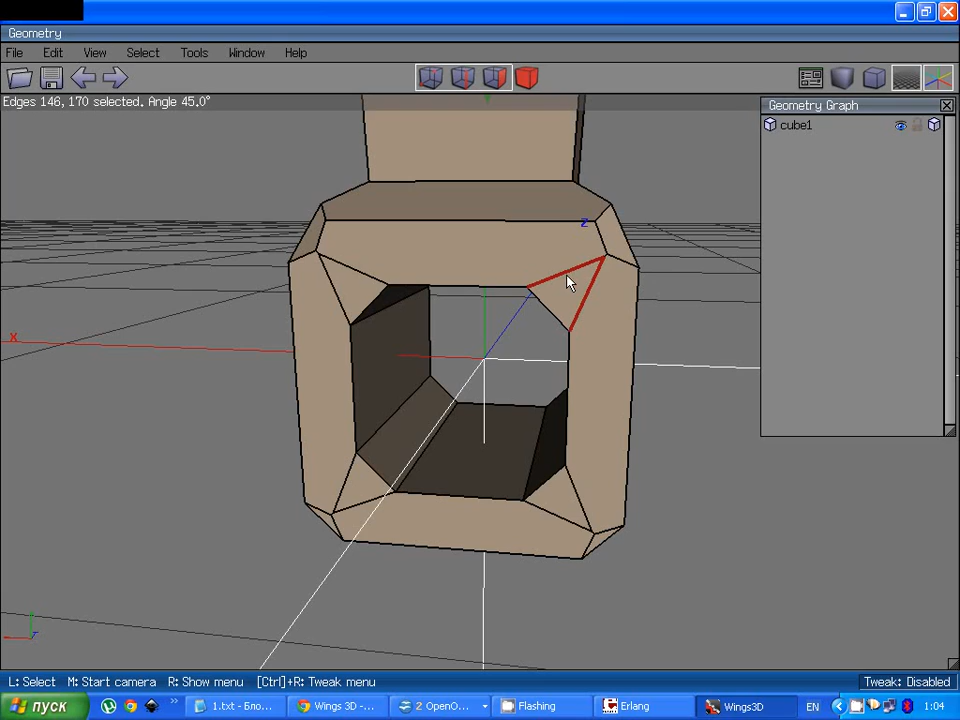 Geometry
File Edit View Select Tools Window Help
Edges 146, 170 selected. Angle 45.0°
Geometry Graph
cube1
z
x
L: Select M: Start camera R: Show menu [Ctrl]+R: Tweak menu
Tweak: Disabled
пуск
1.txt - Бло...
Wings 3D -...
2 OpenO...
Flashing
Erlang
Wings3D
EN
1:04